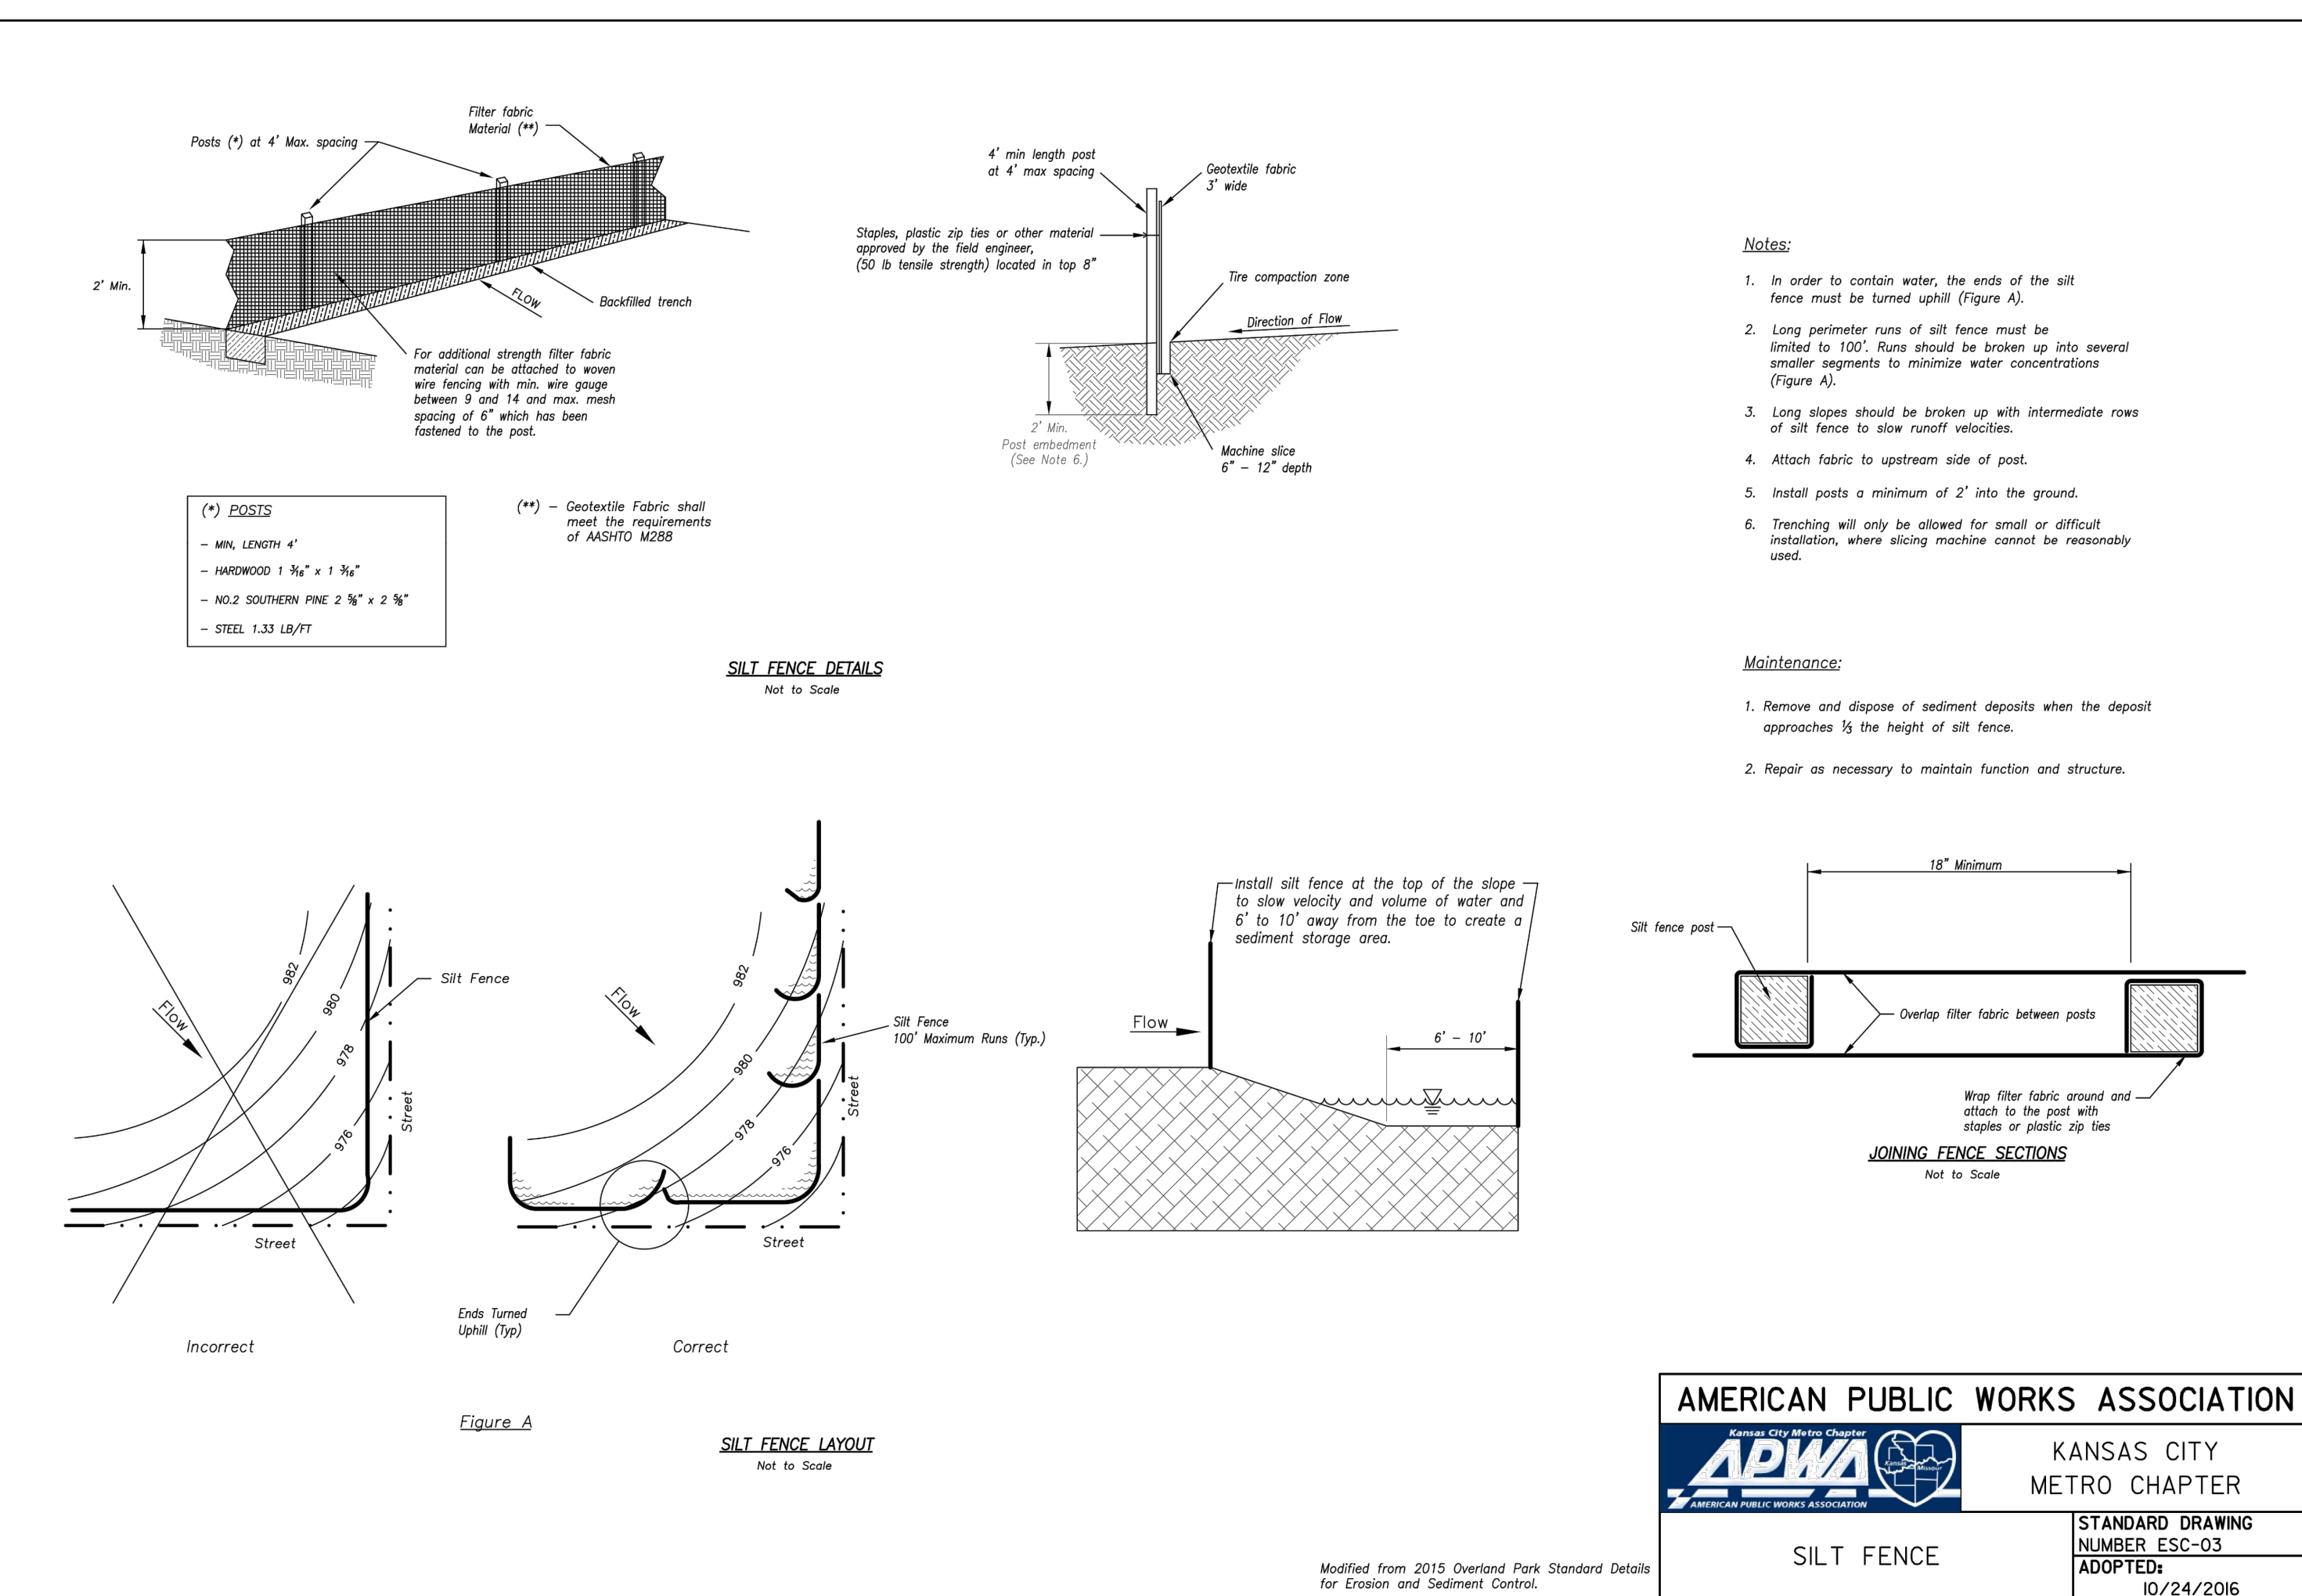 Filter fabric
Material (**)
Posts (*) at 4' Max. spacing
2' Min.
FLOW
Backfilled trench
For additional strength filter fabric
material can be attached to woven
wire fencing with min. wire gauge
between 9 and 14 and max. mesh
spacing of 6" which has been
fastened to the post.
(*) POSTS
- MIN, LENGTH 4'
- HARDWOOD 1 3/16" x 1 3/16"
- NO.2 SOUTHERN PINE 2 5/8" x 2 5/8"
- STEEL 1.33 LB/FT
(**) - Geotextile Fabric shall
meet the requirements
of AASHTO M288
4' min length post
at 4' max spacing
Geotextile fabric
3' wide
Staples, plastic zip ties or other material
approved by the field engineer,
(50 lb tensile strength) located in top 8"
Tire compaction zone
Direction of Flow
2' Min.
Post embedment
(See Note 6.)
Machine slice
6" - 12" depth
SILT FENCE DETAILS
Not to Scale
Notes:
1. In order to contain water, the ends of the silt
fence must be turned uphill (Figure A).
2. Long perimeter runs of silt fence must be
limited to 100'. Runs should be broken up into several
smaller segments to minimize water concentrations
(Figure A).
3. Long slopes should be broken up with intermediate rows
of silt fence to slow runoff velocities.
4. Attach fabric to upstream side of post.
5. Install posts a minimum of 2' into the ground.
6. Trenching will only be allowed for small or difficult
installation, where slicing machine cannot be reasonably
used.
Maintenance:
1. Remove and dispose of sediment deposits when the deposit
approaches 1/3 the height of silt fence.
2. Repair as necessary to maintain function and structure.
982
980
978
976
Flow
Silt Fence
Street
Street
Incorrect
982
980
978
976
Flow
Silt Fence
100' Maximum Runs (Typ.)
Street
Street
Ends Turned
Uphill (Typ)
Correct
Figure A
SILT FENCE LAYOUT
Not to Scale
Install silt fence at the top of the slope
to slow velocity and volume of water and
6' to 10' away from the toe to create a
sediment storage area.
Flow
6' - 10'
18" Minimum
Silt fence post
Overlap filter fabric between posts
Wrap filter fabric around and
attach to the post with
staples or plastic zip ties
JOINING FENCE SECTIONS
Not to Scale
Modified from 2015 Overland Park Standard Details
for Erosion and Sediment Control.
AMERICAN PUBLIC WORKS ASSOCIATION
Kansas City Metro Chapter
APWA
Kansas
Missouri
AMERICAN PUBLIC WORKS ASSOCIATION
KANSAS CITY
METRO CHAPTER
SILT FENCE
STANDARD DRAWING
NUMBER ESC-03
ADOPTED:
10/24/2016